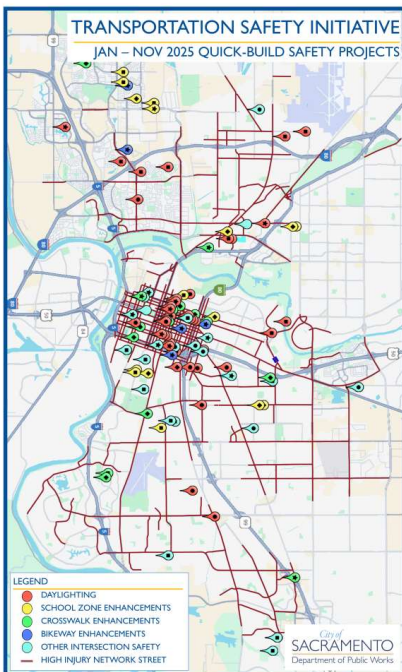 TRANSPORTATION SAFETY INITIATIVE
JAN – NOV 2025 QUICK-BUILD SAFETY PROJECTS
LEGEND
DAYLIGHTING
SCHOOL ZONE ENHANCEMENTS
CROSSWALK ENHANCEMENTS
BIKEWAY ENHANCEMENTS
OTHER INTERSECTION SAFETY
HIGH INJURY NETWORK STREET
City of
SACRAMENTO
Department of Public Works